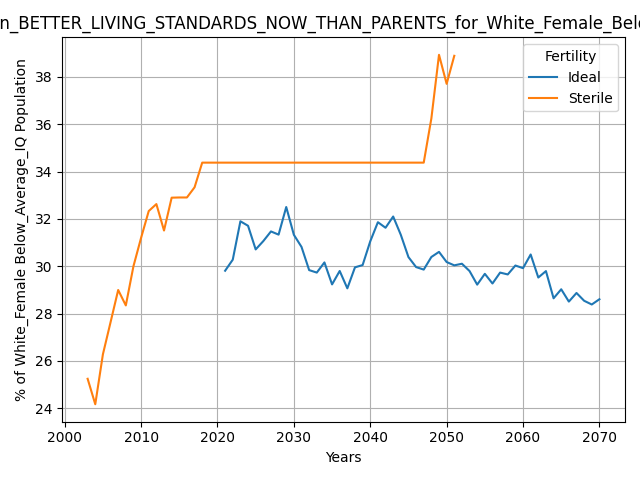 n_BETTER_LIVING_STANDARDS_NOW_THAN_PARENTS_for_White_Female_Belo
% of White_Female Below_Average_IQ Population
38
36
34
32
30
28
26
24
Fertility
Ideal
Sterile
2000 2010 2020 2030 2040 2050 2060 2070
Years